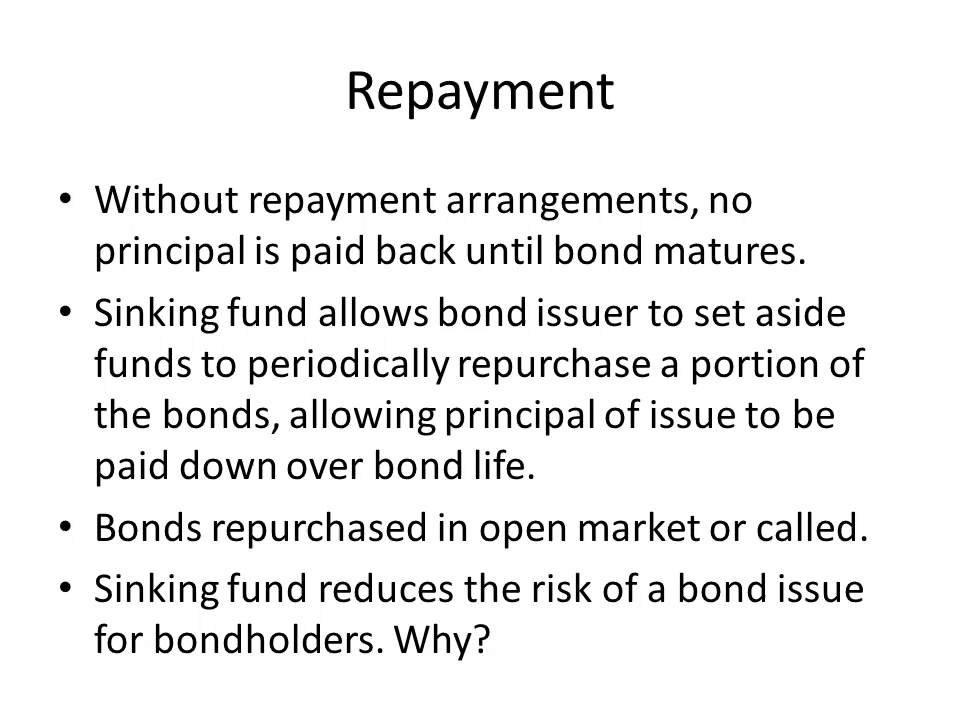 Repayment
• Without repayment arrangements, no
principal is paid back until bond matures.
• Sinking fund allows bond issuer to set aside
funds to periodically repurchase a portion of
the bonds, allowing principal of issue to be
paid down over bond life.
• Bonds repurchased in open market or called.
• Sinking fund reduces the risk of a bond issue
for bondholders. Why?